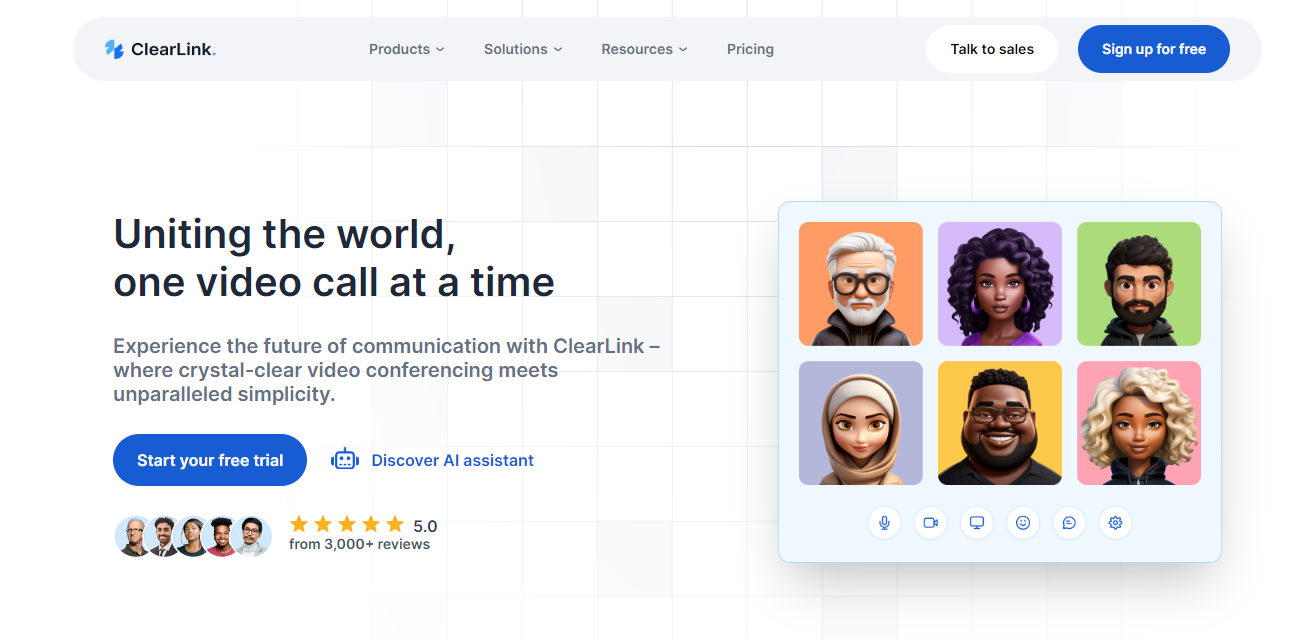 ClearLink.
Products
Solutions
Resources
Pricing
Talk to sales
Sign up for free
Uniting the world,
one video call at a time
Experience the future of communication with ClearLink –
where crystal-clear video conferencing meets
unparalleled simplicity.
Start your free trial
Discover AI assistant
5.0
from 3,000+ reviews